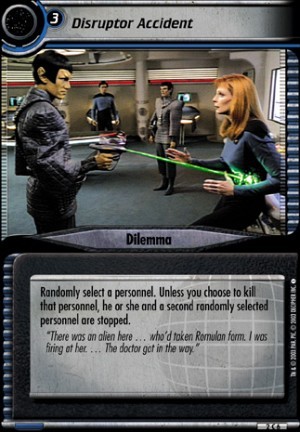 3
Disruptor Accident
Dilemma
Randomly select a personnel. Unless you choose to kill
that personnel, he or she and a second randomly selected
personnel are stopped.
"There was an alien here … who'd taken Romulan form. I was
firing at her. … The doctor got in the way."
2 C 6